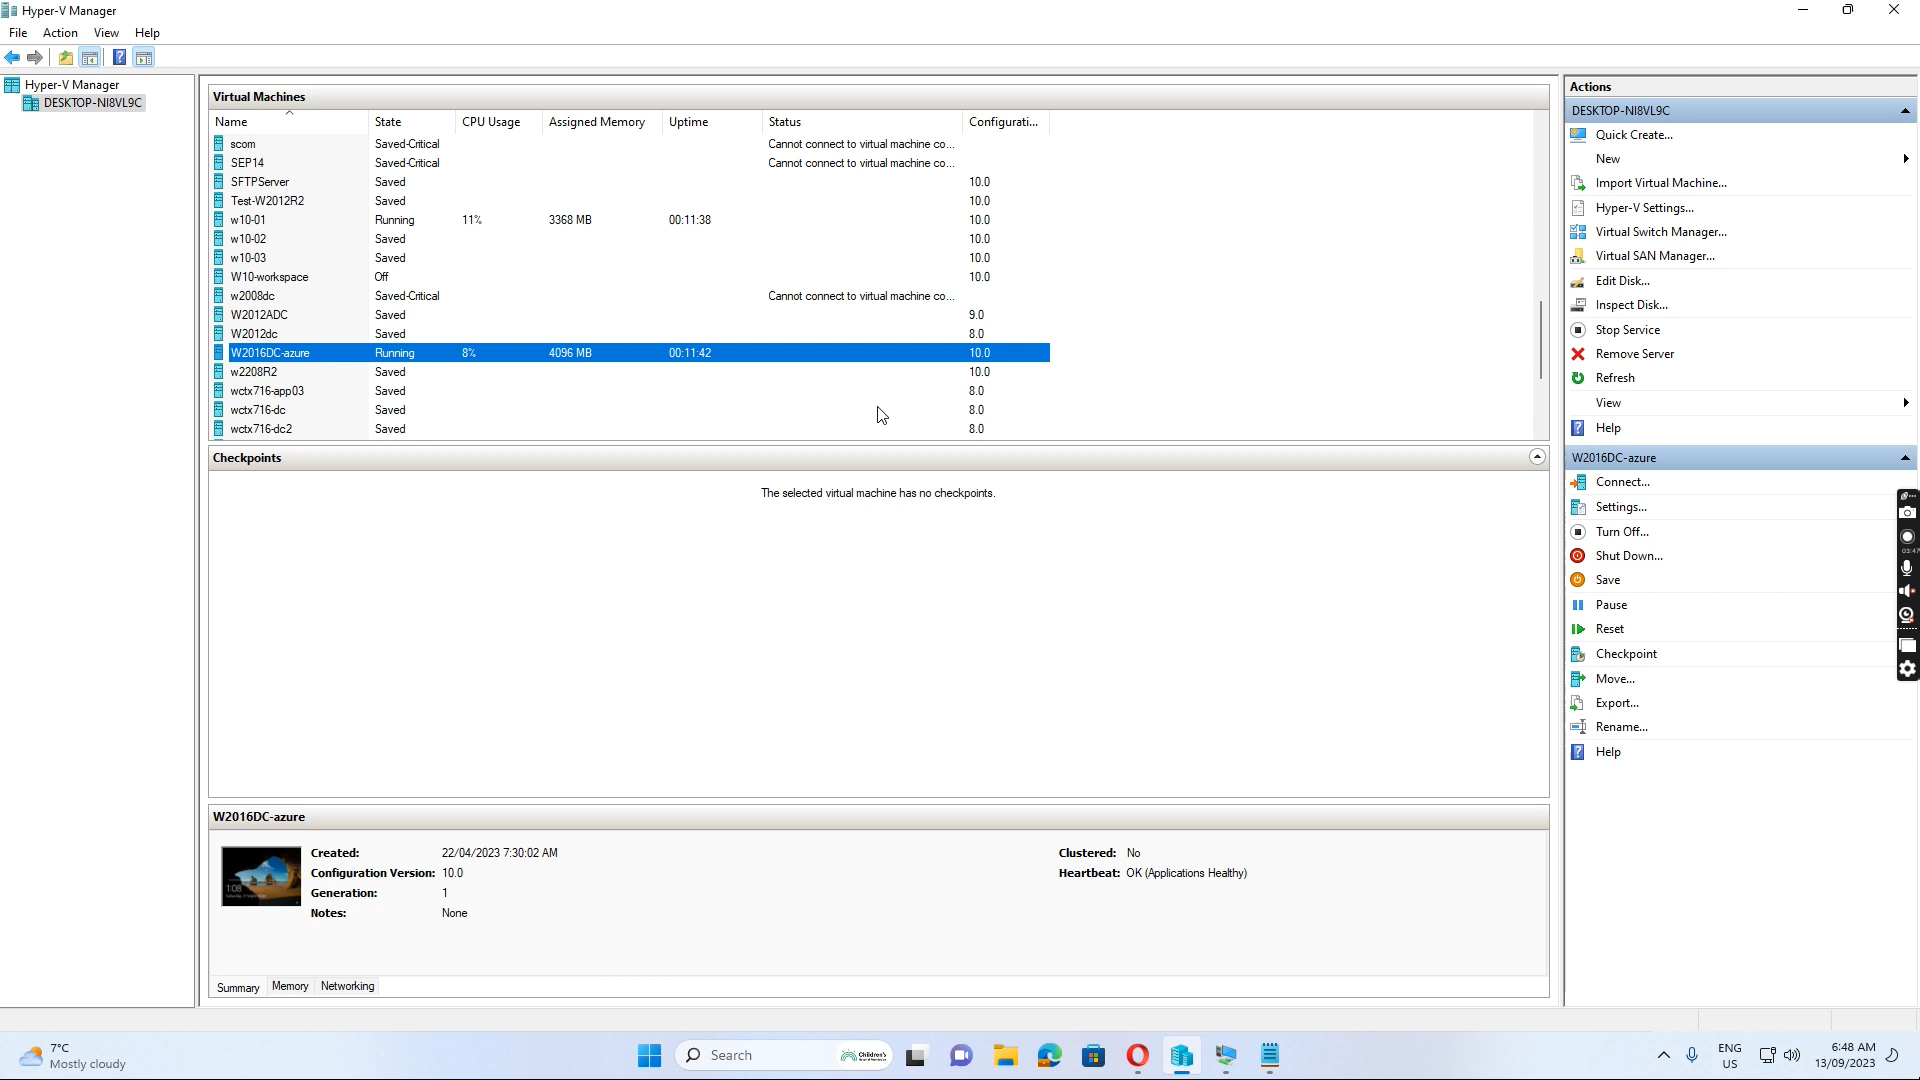 Hyper-V Manager
File Action View Help
Hyper-V Manager
DESKTOP-NI8VL9C
Virtual Machines
Name State CPU Usage Assigned Memory Uptime Status Configurati...
scom Saved-Critical Cannot connect to virtual machine co...
SEP14 Saved-Critical Cannot connect to virtual machine co...
SFTPServer Saved 10.0
Test-W2012R2 Saved 10.0
w10-01 Running 11% 3368 MB 00:11:38 10.0
w10-02 Saved 10.0
w10-03 Saved 10.0
W10-workspace Off 10.0
w2008dc Saved-Critical Cannot connect to virtual machine co...
W2012ADC Saved 9.0
W2012dc Saved 8.0
W2016DC-azure Running 8% 4096 MB 00:11:42 10.0
w2208R2 Saved 10.0
wctx716-app03 Saved 8.0
wctx716-dc Saved 8.0
wctx716-dc2 Saved 8.0
Checkpoints
The selected virtual machine has no checkpoints.
W2016DC-azure
Created: 22/04/2023 7:30:02 AM Clustered: No
Configuration Version: 10.0 Heartbeat: OK (Applications Healthy)
Generation: 1
Notes: None
1:08
Summary Memory Networking
Actions
DESKTOP-NI8VL9C
Quick Create...
New
Import Virtual Machine...
Hyper-V Settings...
Virtual Switch Manager...
Virtual SAN Manager...
Edit Disk...
Inspect Disk...
Stop Service
Remove Server
Refresh
View
Help
W2016DC-azure
Connect...
Settings...
Turn Off...
Shut Down...
Save
Pause
Reset
Checkpoint
Move...
Export...
Rename...
Help
03:47
7°C
Mostly cloudy
Search
Children's
ENG
US
6:48 AM
13/09/2023